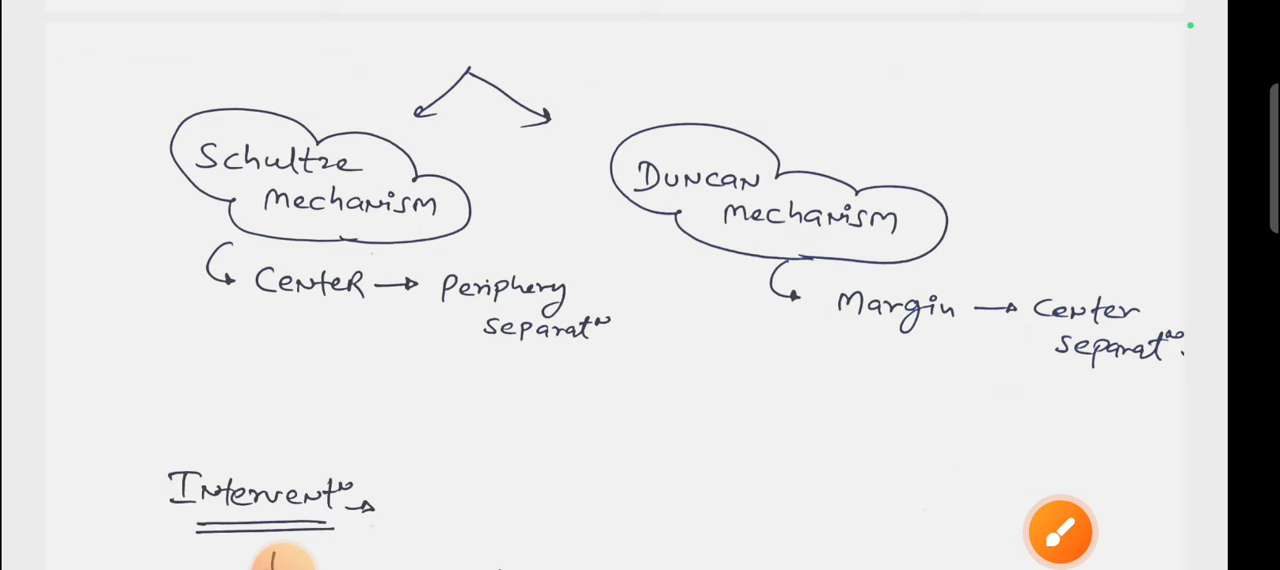 Schultze
mechanism
Duncan
mechanism
Center → Periphery
separatⁿ
Margin → Center
separatⁿ.
Interventⁿ →